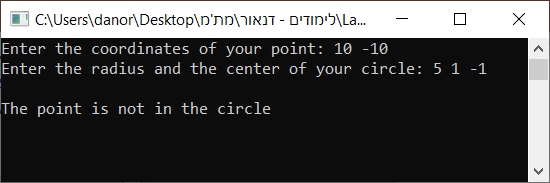 C:\Users\danor\Desktop\לימודים - דנאור\מת'מ\La...
Enter the coordinates of your point: 10 -10
Enter the radius and the center of your circle: 5 1 -1
The point is not in the circle